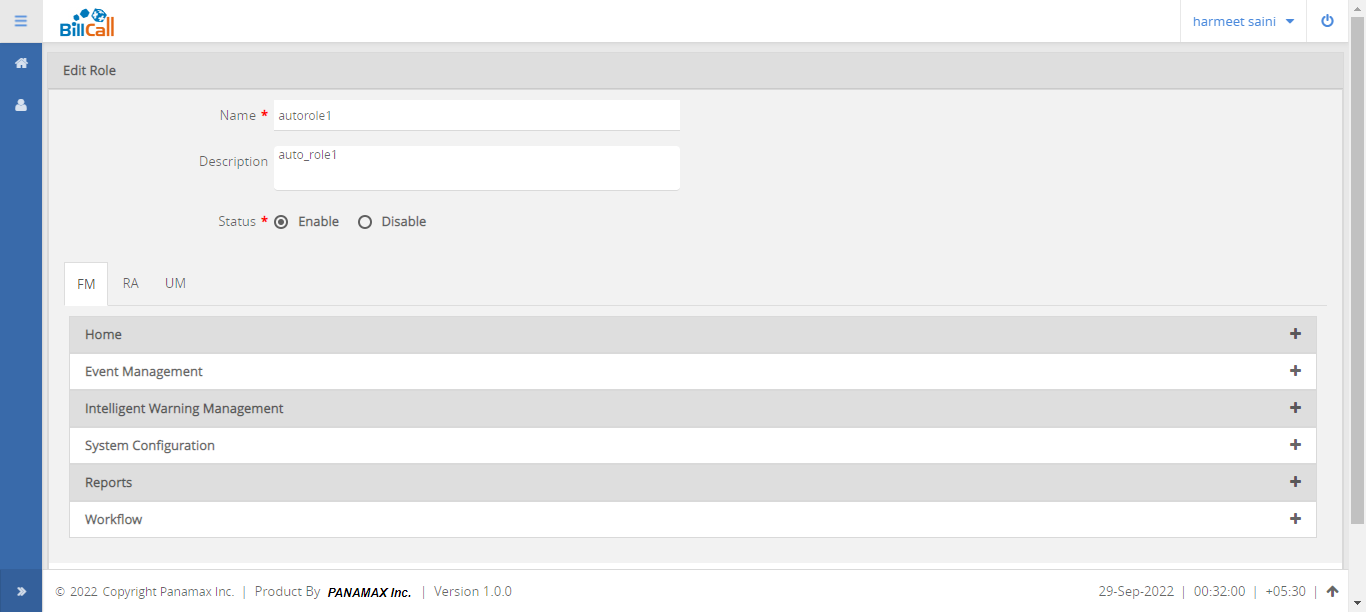 BillCall
harmeet saini
Edit Role
Name *
autorole1
Description
auto_role1
Status *
Enable
Disable
FM
RA
UM
Home
Event Management
Intelligent Warning Management
System Configuration
Reports
Workflow
© 2022 Copyright Panamax Inc. | Product By PANAMAX Inc. | Version 1.0.0
29-Sep-2022 | 00:32:00 | +05:30 |